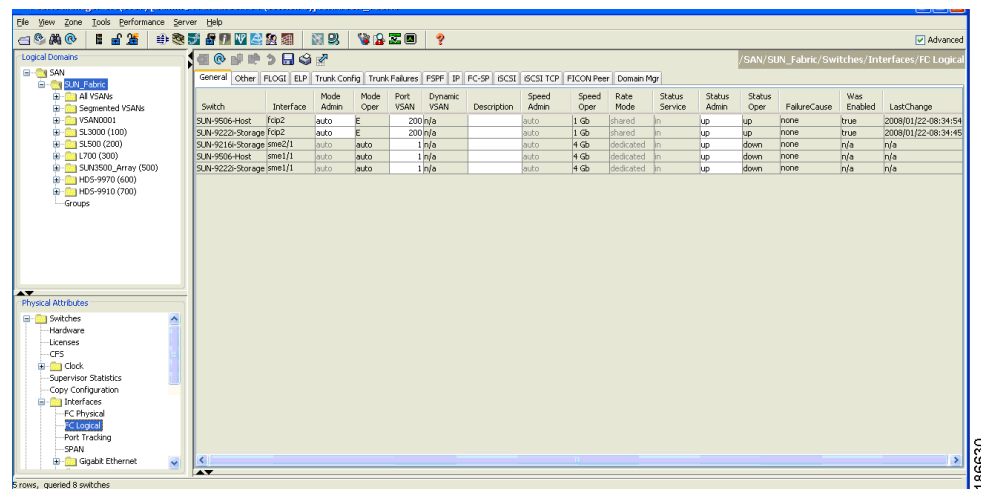 File View Zone Tools Performance Server Help
Advanced
Logical Domains
SAN
SUN_Fabric
All VSANs
Segmented VSANs
VSAN0001
SL3000 (100)
SL500 (200)
L700 (300)
SUN3500_Array (500)
HDS-9970 (600)
HDS-9910 (700)
Groups
/SAN/SUN_Fabric/Switches/Interfaces/FC Logical
General Other FLOGI ELP Trunk Config Trunk Failures FSPF IP FC-SP iSCSI iSCSI TCP FICON Peer Domain Mgr
Switch Interface Mode Admin Mode Oper Port VSAN Dynamic VSAN Description Speed Admin Speed Oper Rate Mode Status Service Status Admin Status Oper FailureCause Was Enabled LastChange
SUN-9506-Host fcip2 auto E 200 n/a auto 1 Gb shared in up up none true 2008/01/22-08:34:54
SUN-9222i-Storage fcip2 auto E 200 n/a auto 1 Gb shared in up up none true 2008/01/22-08:34:45
SUN-9216i-Storage sme2/1 auto auto 1 n/a auto 4 Gb dedicated in up down none n/a n/a
SUN-9506-Host sme1/1 auto auto 1 n/a auto 4 Gb dedicated in up down none n/a n/a
SUN-9222i-Storage sme1/1 auto auto 1 n/a auto 4 Gb dedicated in up down none n/a n/a
Physical Attributes
Switches
Hardware
Licenses
CFS
Clock
Supervisor Statistics
Copy Configuration
Interfaces
FC Physical
FC Logical
Port Tracking
SPAN
Gigabit Ethernet
5 rows, queried 8 switches
186630